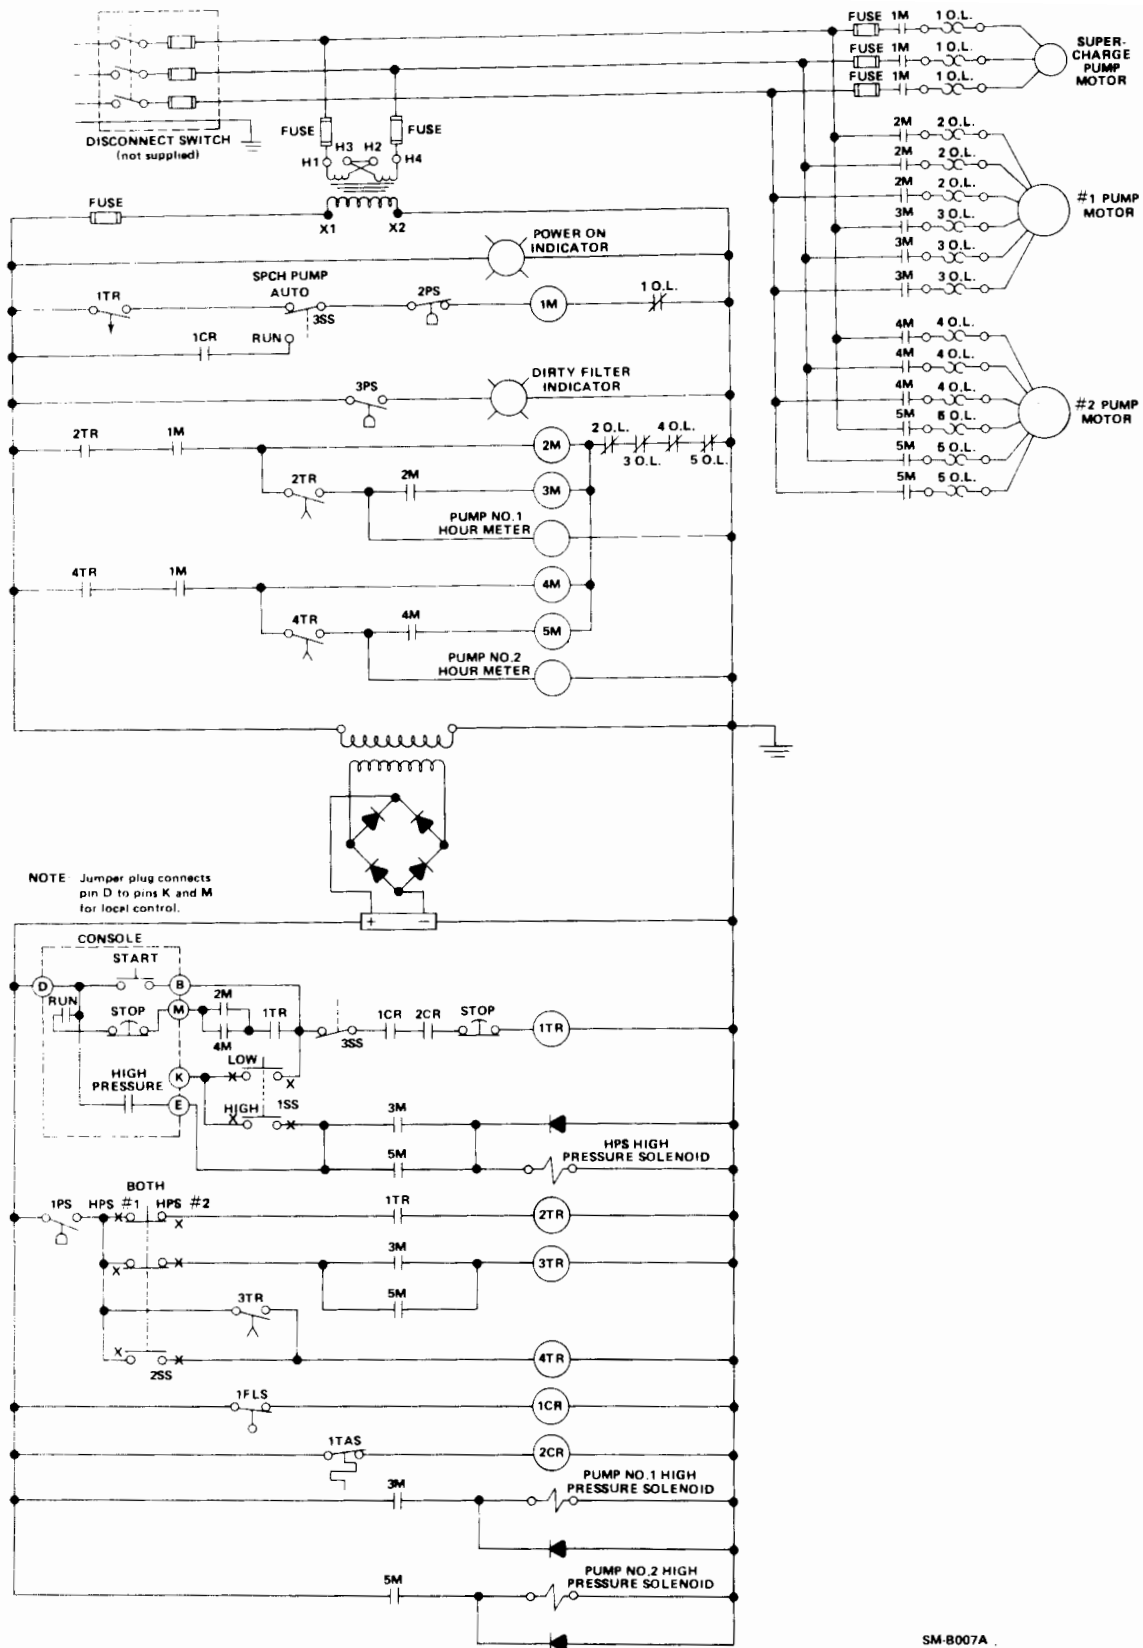 FUSE 1M 1 O.L.
FUSE 1M 1 O.L.
FUSE 1M 1 O.L.
SUPER-
CHARGE
PUMP
MOTOR
DISCONNECT SWITCH
(not supplied)
FUSE
FUSE
H1
H3
H2
H4
2M 2 O.L.
2M 2 O.L.
2M 2 O.L.
3M 3 O.L.
3M 3 O.L.
3M 3 O.L.
#1 PUMP
MOTOR
FUSE
X1
X2
POWER ON
INDICATOR
SPCH PUMP
AUTO
1TR
3SS
2PS
1M
1 O.L.
1CR
RUN
4M 4 O.L.
4M 4 O.L.
4M 4 O.L.
5M 5 O.L.
5M 5 O.L.
5M 5 O.L.
#2 PUMP
MOTOR
DIRTY FILTER
INDICATOR
3PS
2TR
1M
2M
2 O.L.
4 O.L.
3 O.L.
5 O.L.
2TR
2M
3M
PUMP NO.1
HOUR METER
4TR
1M
4M
4TR
4M
5M
PUMP NO.2
HOUR METER
NOTE Jumper plug connects
pin D to pins K and M
for local control.
+
−
CONSOLE
START
D
B
RUN
STOP
M
2M
4M
1TR
3SS
1CR
2CR
STOP
1TR
LOW
HIGH
PRESSURE
K
X
X
E
HIGH
1SS
X
X
3M
5M
HPS HIGH
PRESSURE SOLENOID
BOTH
1PS
HPS #1
HPS #2
X
X
1TR
2TR
X
X
3M
3TR
5M
3TR
X
X
2SS
4TR
1FLS
1CR
1TAS
2CR
3M
PUMP NO.1 HIGH
PRESSURE SOLENOID
5M
PUMP NO.2 HIGH
PRESSURE SOLENOID
SM-B007A